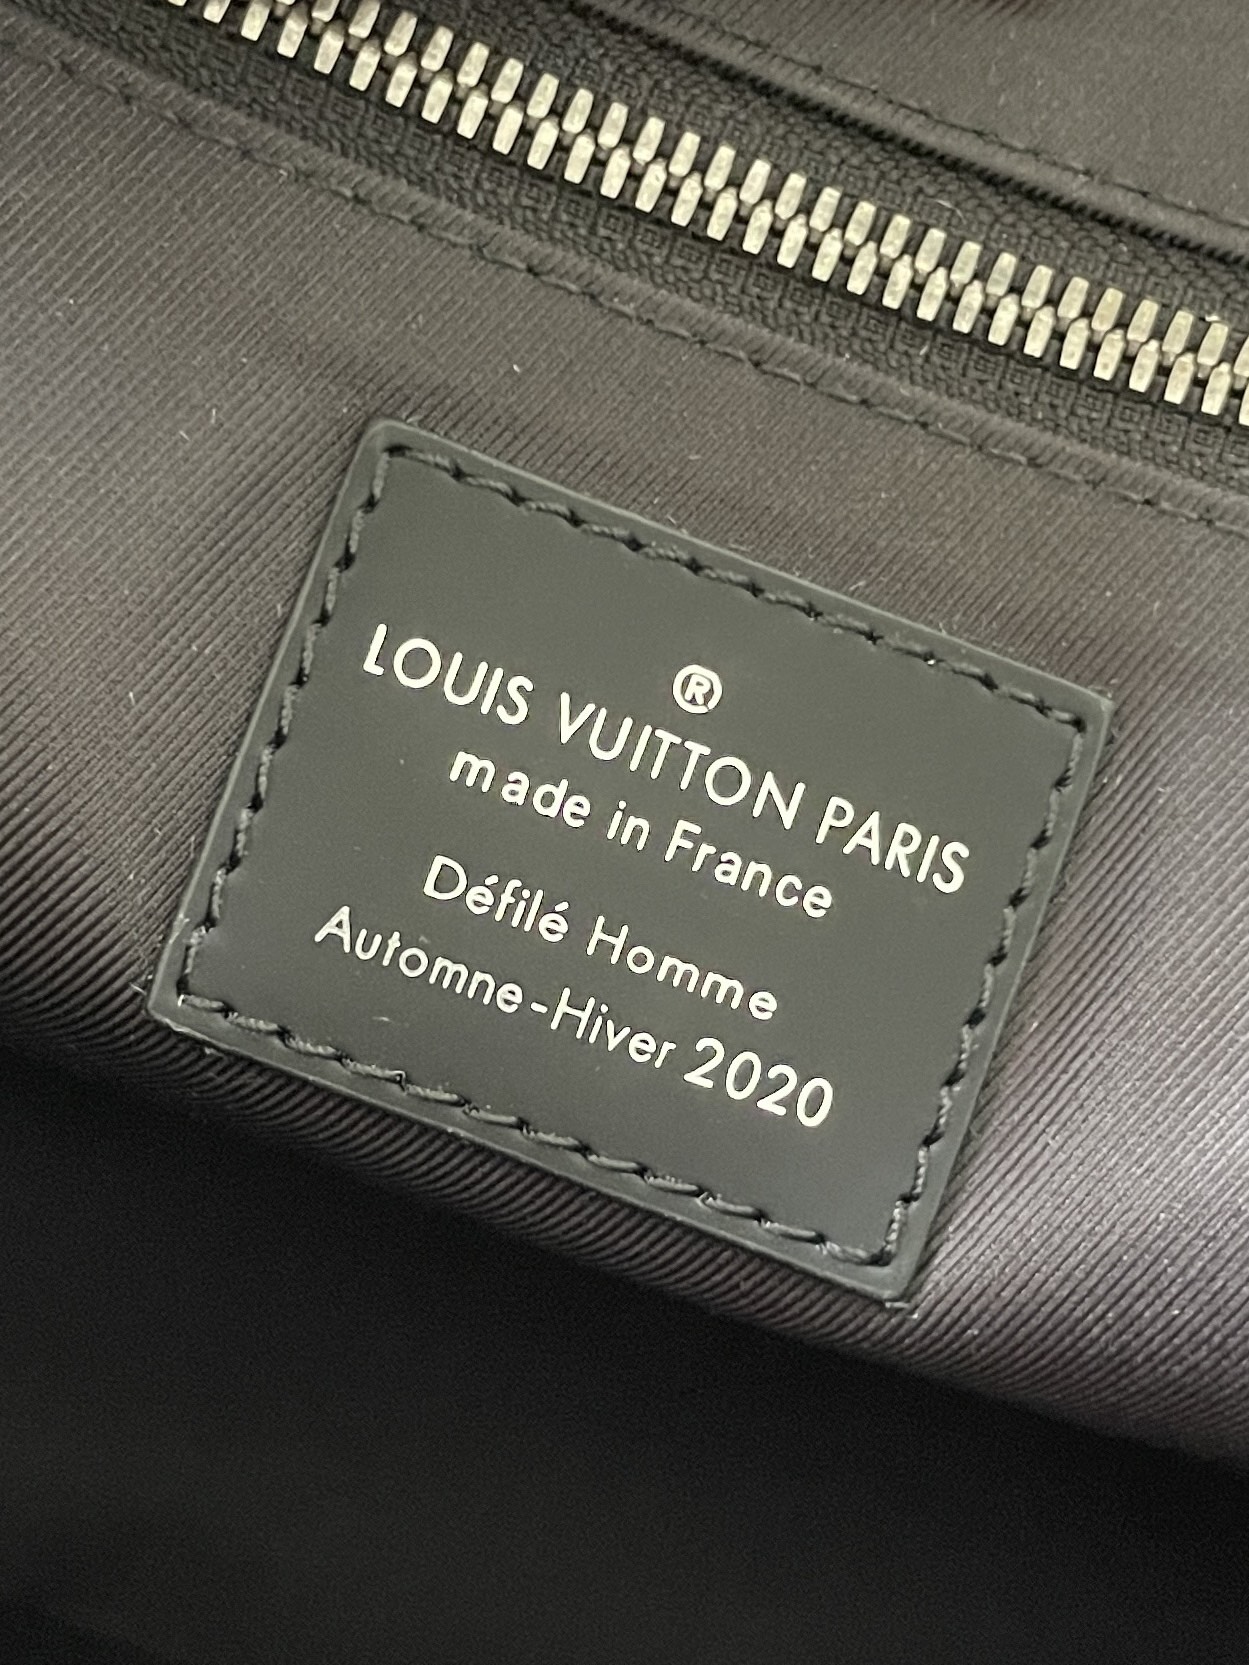 ®
LOUIS VUITTON PARIS
made in France
Défilé Homme
Automne-Hiver 2020